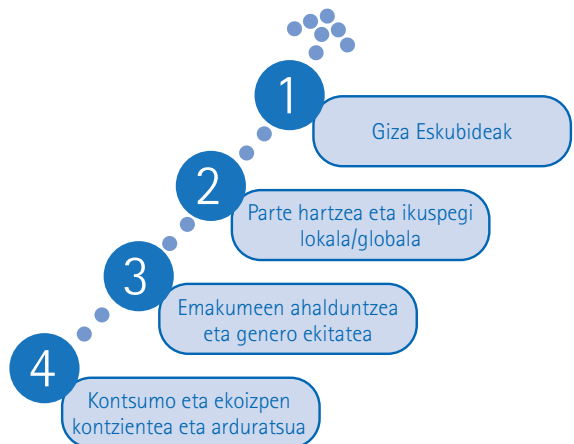 1
Giza Eskubideak
2
Parte hartzea eta ikuspegi
lokala/globala
3
Emakumeen ahalduntzea
eta genero ekitatea
4
Kontsumo eta ekoizpen
kontzientea eta arduratsua